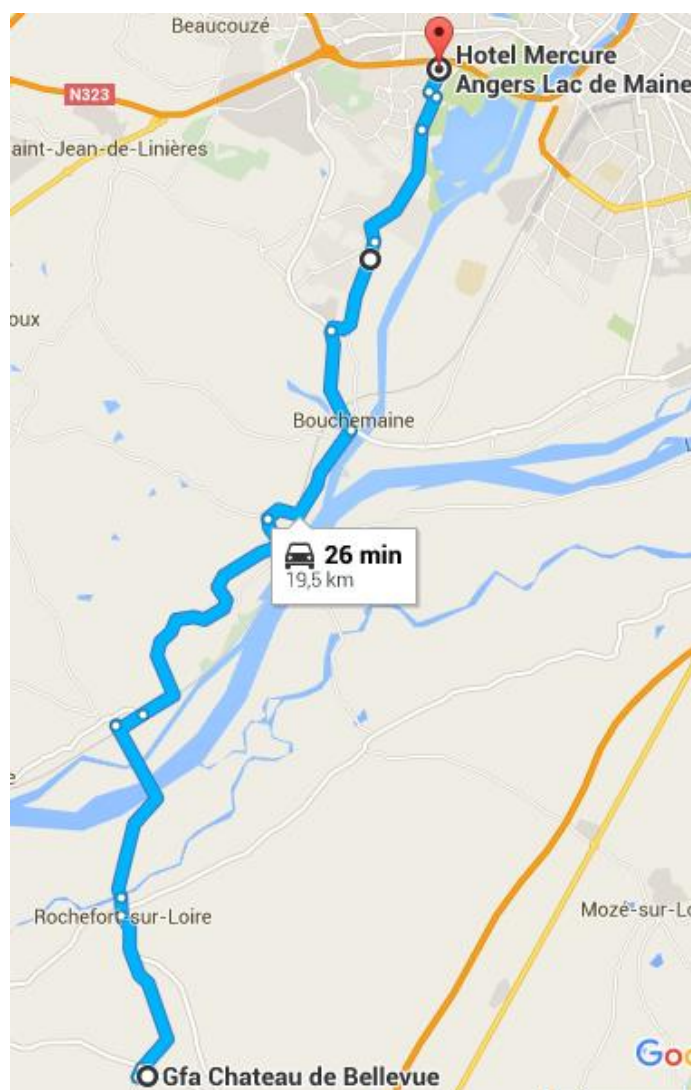 Beaucouzé
Hotel Mercure
Angers Lac de Maine
N323
aint-Jean-de-Linières
oux
Bouchemaine
26 min
19,5 km
e
Rochefort-sur-Loire
Mozé-sur-Lo
Goo
Gfa Chateau de Bellevue